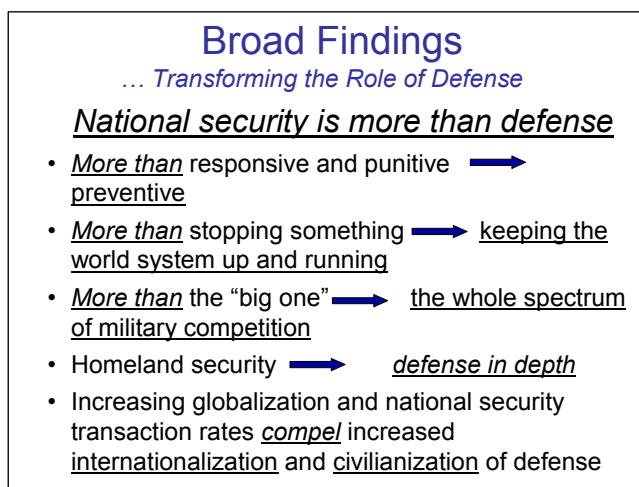 Broad Findings
… Transforming the Role of Defense
National security is more than defense
• More than responsive and punitive
preventive
• More than stopping something keeping the
world system up and running
• More than the “big one” the whole spectrum
of military competition
• Homeland security defense in depth
• Increasing globalization and national security
transaction rates compel increased
internationalization and civilianization of defense